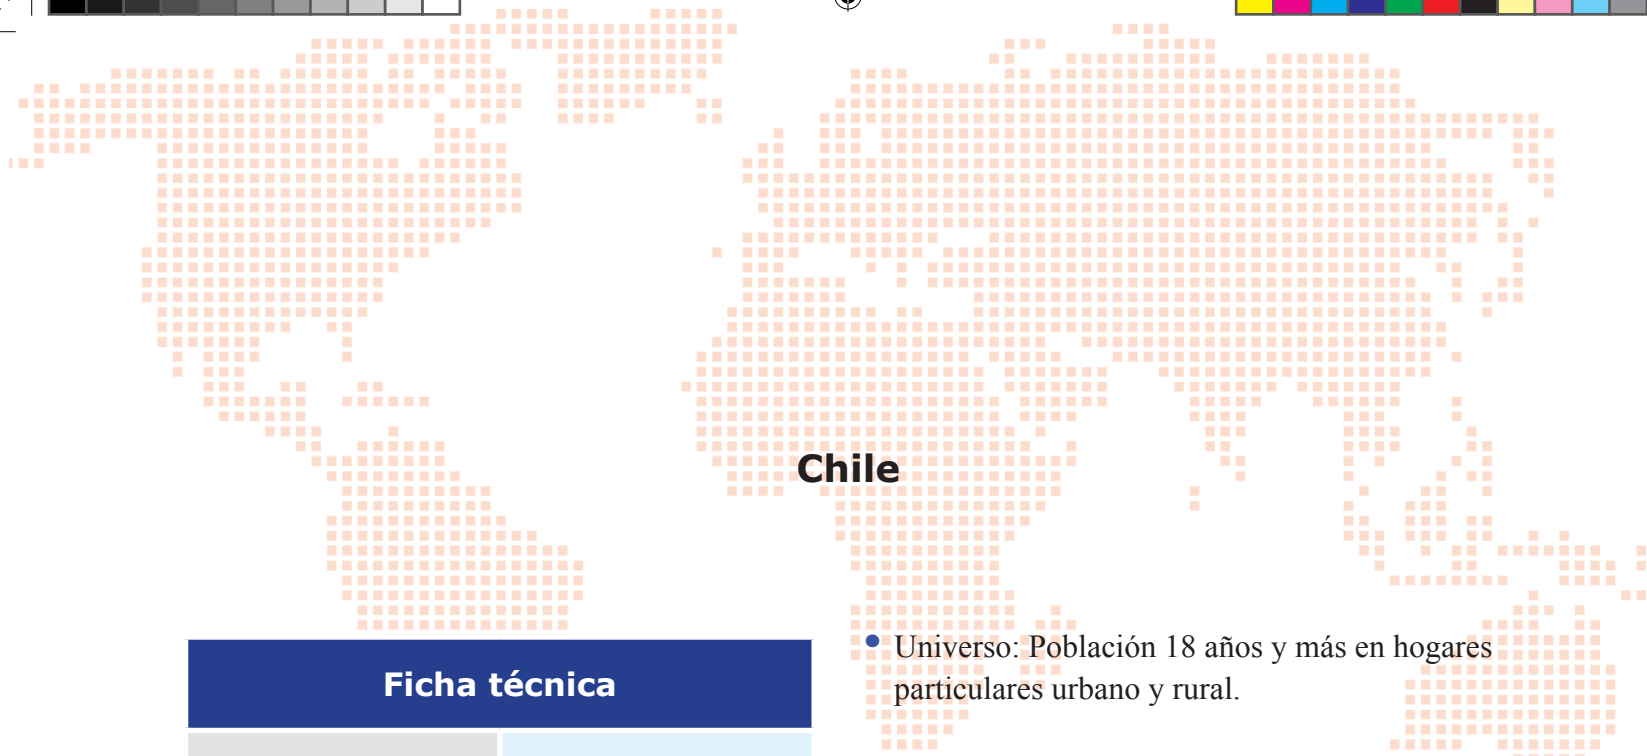 Chile
Ficha técnica
• Universo: Población 18 años y más en hogares
particulares urbano y rural.